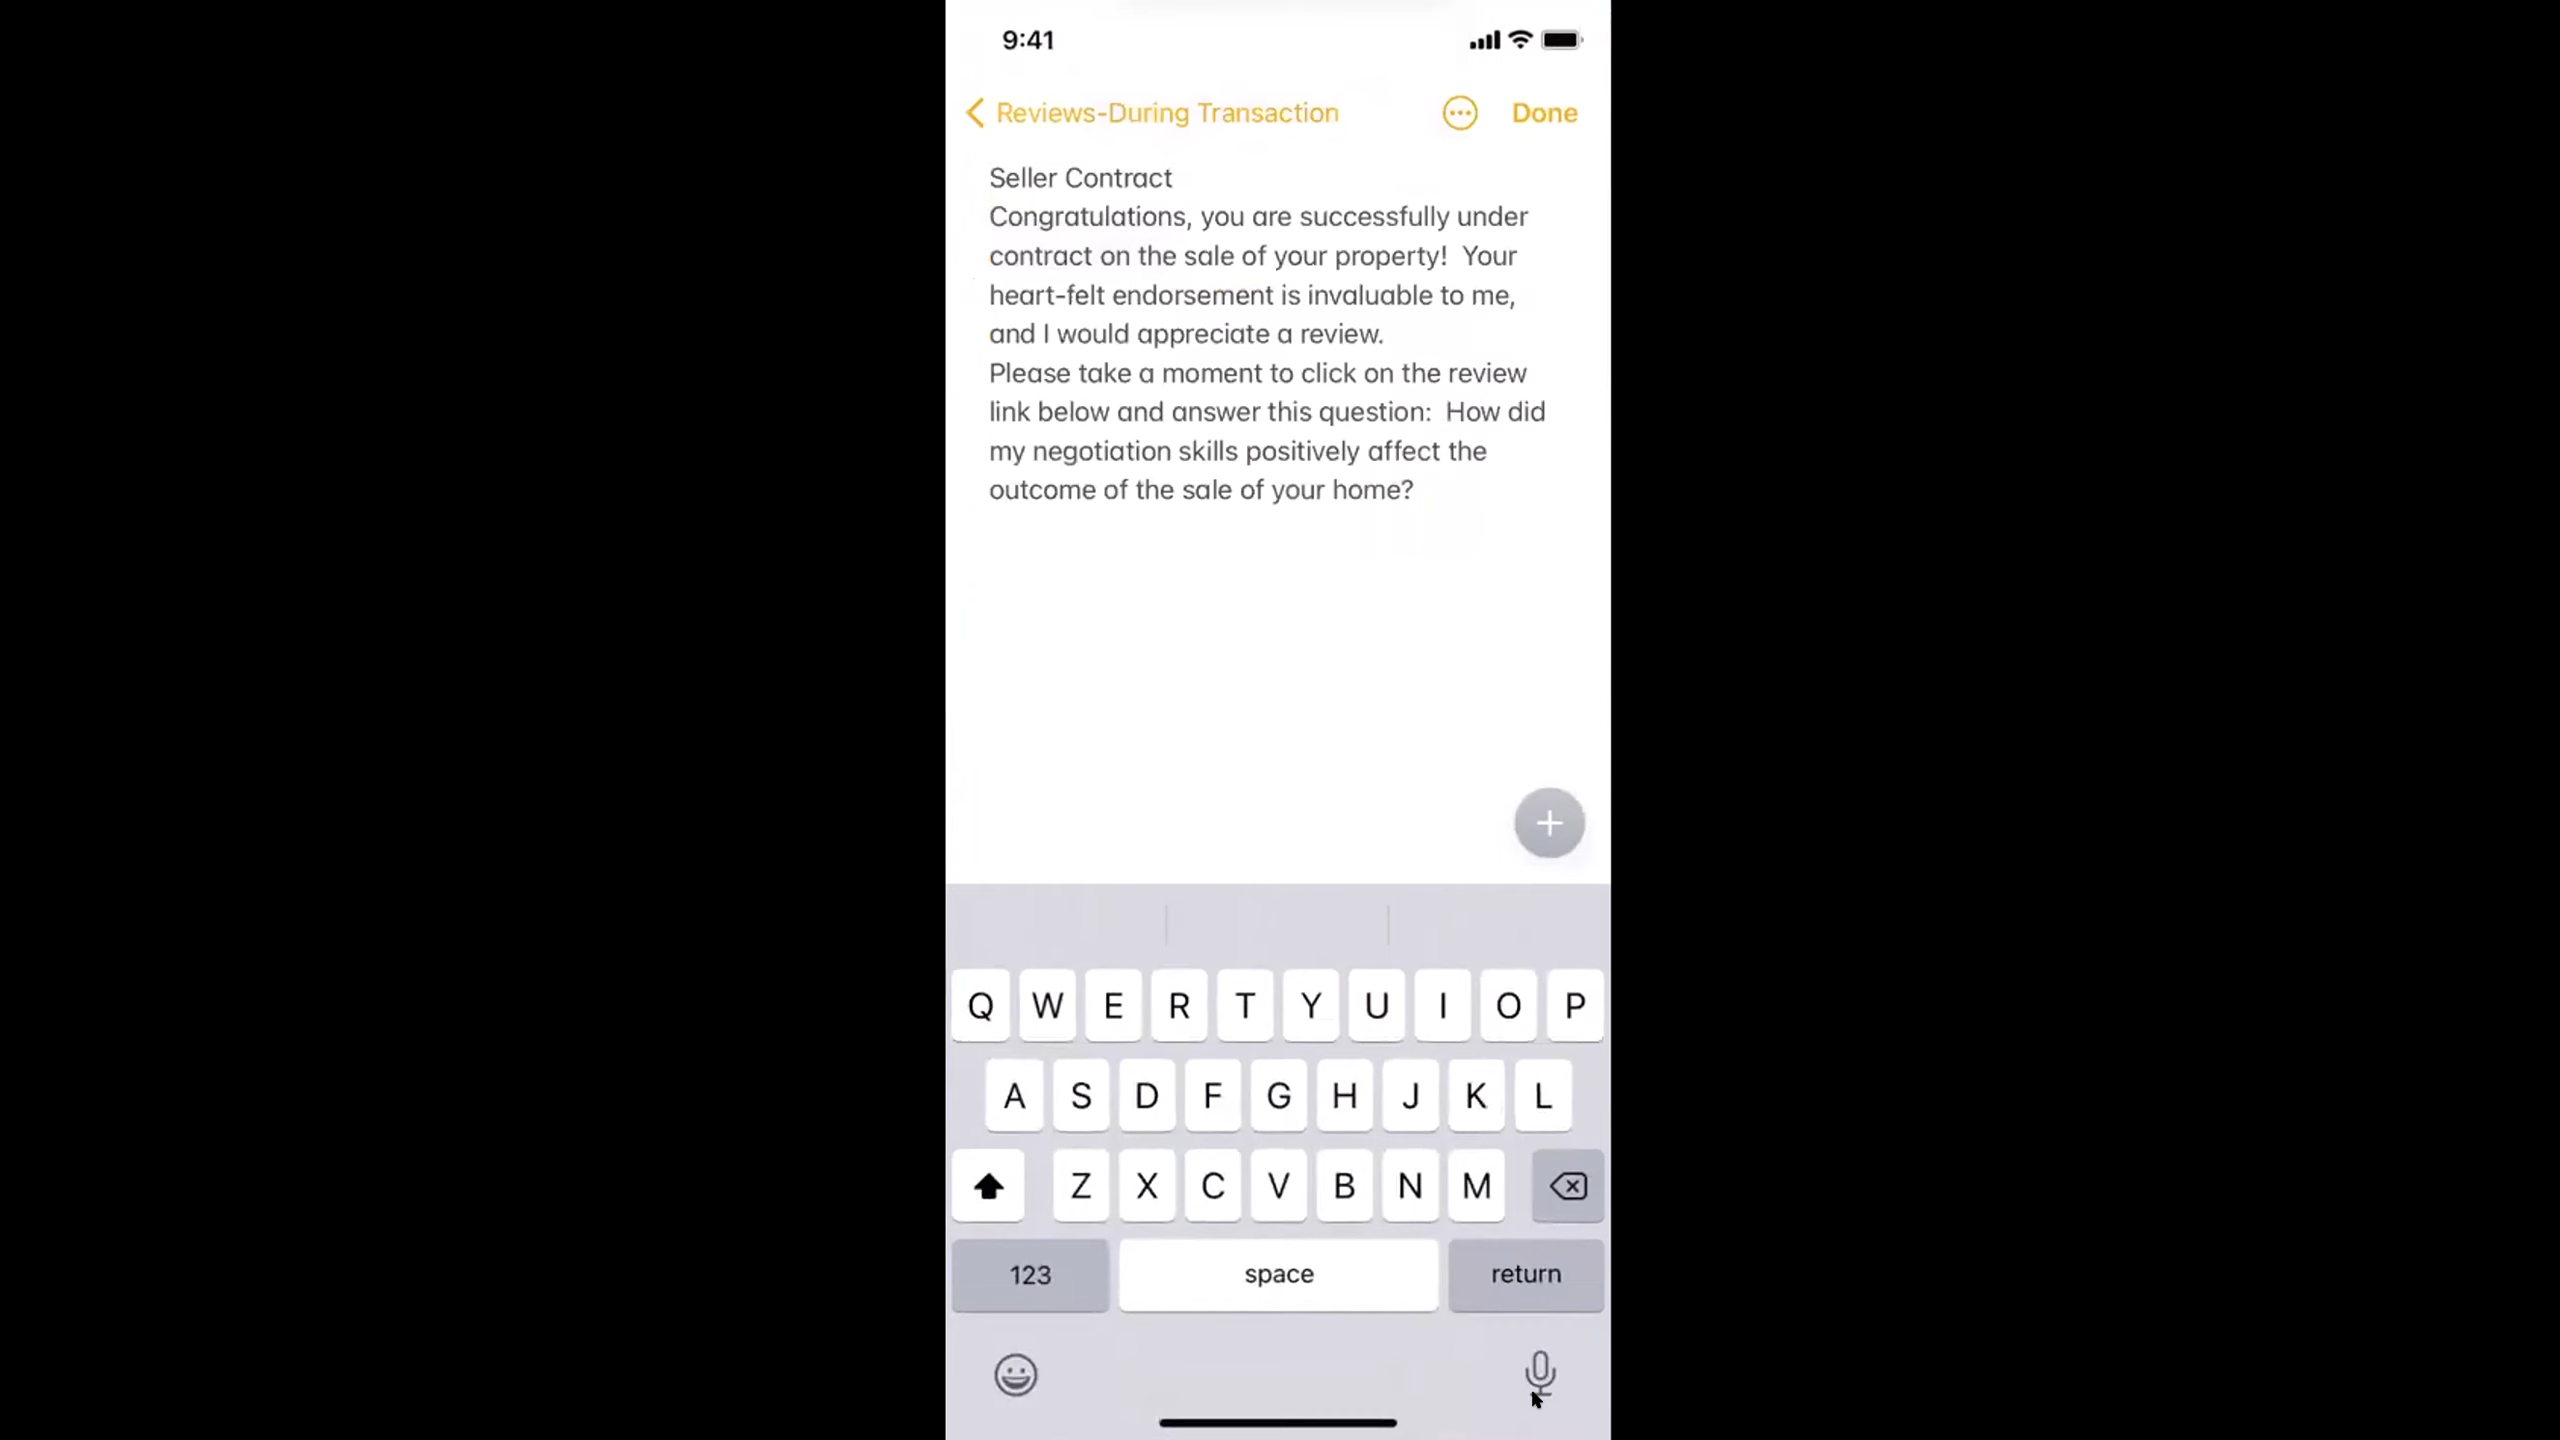 9:41
Reviews-During Transaction
Done
Seller Contract
Congratulations, you are successfully under
contract on the sale of your property!  Your
heart-felt endorsement is invaluable to me,
and I would appreciate a review.
Please take a moment to click on the review
link below and answer this question:  How did
my negotiation skills positively affect the
outcome of the sale of your home?
Q W E R T Y U I O P
A S D F G H J K L
Z X C V B N M
123 space return